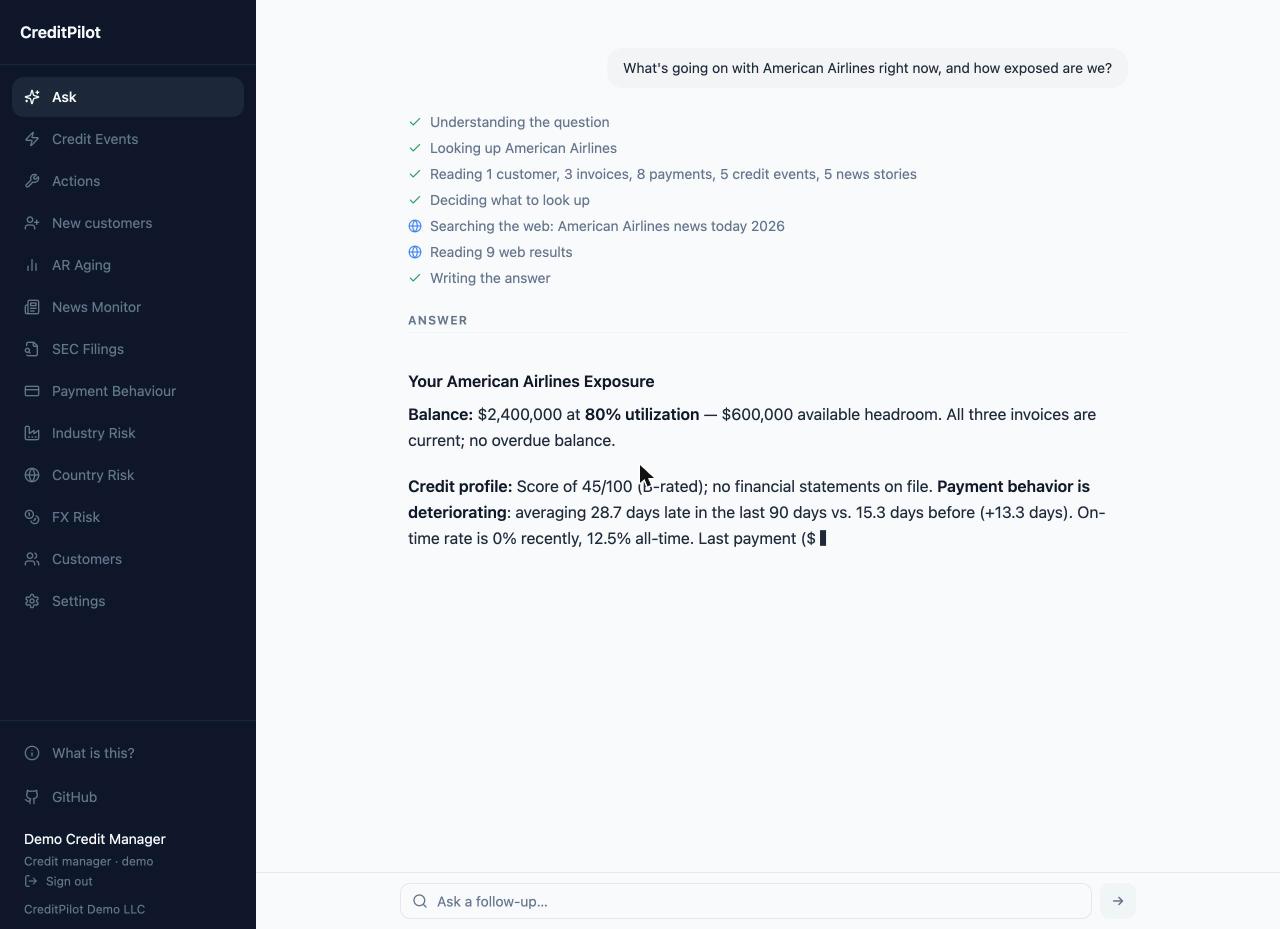 CreditPilot
Ask
Credit Events
Actions
New customers
AR Aging
News Monitor
SEC Filings
Payment Behaviour
Industry Risk
Country Risk
FX Risk
Customers
Settings
What is this?
GitHub
Demo Credit Manager
Credit manager · demo
Sign out
CreditPilot Demo LLC
What's going on with American Airlines right now, and how exposed are we?
Understanding the question
Looking up American Airlines
Reading 1 customer, 3 invoices, 8 payments, 5 credit events, 5 news stories
Deciding what to look up
Searching the web: American Airlines news today 2026
Reading 9 web results
Writing the answer
ANSWER
Your American Airlines Exposure
Balance: $2,400,000 at 80% utilization — $600,000 available headroom. All three invoices are
current; no overdue balance.
Credit profile: Score of 45/100 (B-rated); no financial statements on file. Payment behavior is
deteriorating: averaging 28.7 days late in the last 90 days vs. 15.3 days before (+13.3 days). On-
time rate is 0% recently, 12.5% all-time. Last payment ($
Ask a follow-up...